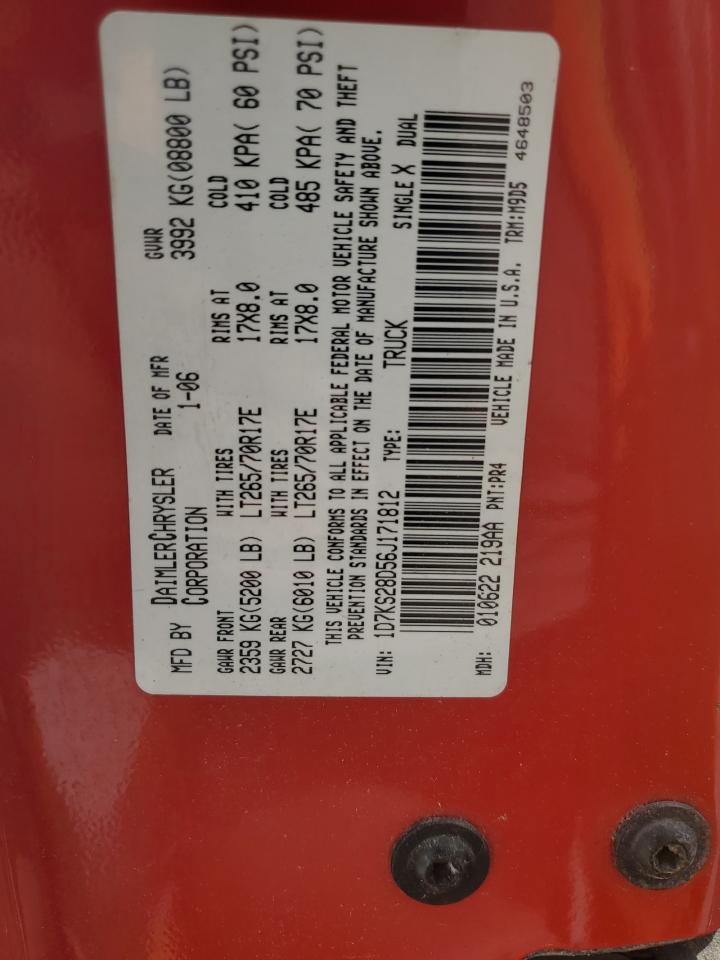 MFD BY DAIMLERCHRYSLER CORPORATION DATE OF MFR 1-06 GVWR 3992 KG(08800 LB)
GAWR FRONT WITH TIRES RIMS AT COLD
2359 KG(5200 LB) LT265/70R17E 17X8.0 410 KPA( 60 PSI)
GAWR REAR WITH TIRES RIMS AT COLD
2727 KG(6010 LB) LT265/70R17E 17X8.0 485 KPA( 70 PSI)
THIS VEHICLE CONFORMS TO ALL APPLICABLE FEDERAL MOTOR VEHICLE SAFETY AND THEFT
PREVENTION STANDARDS IN EFFECT ON THE DATE OF MANUFACTURE SHOWN ABOVE.
VIN: 1D7KS28D56J171812 TYPE: TRUCK SINGLE X DUAL
MDH: 010622 219AA PNT:PR4 VEHICLE MADE IN U.S.A. TRM:M9D5 4648503